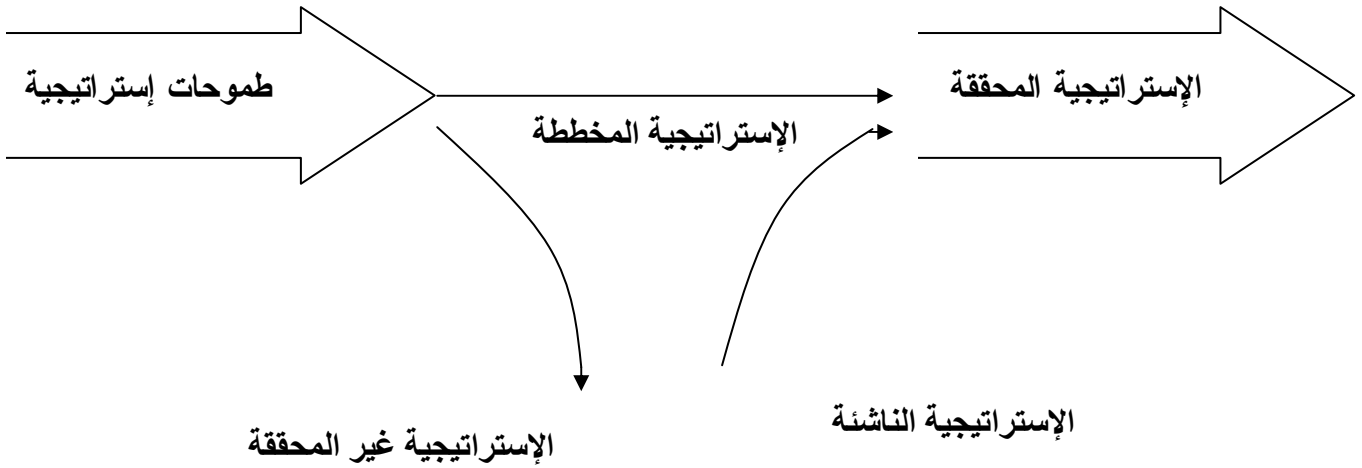 طموحات إستراتيجية
الإستراتيجية المحققة
الإستراتيجية المخططة
الإستراتيجية الناشئة
الإستراتيجية غير المحققة